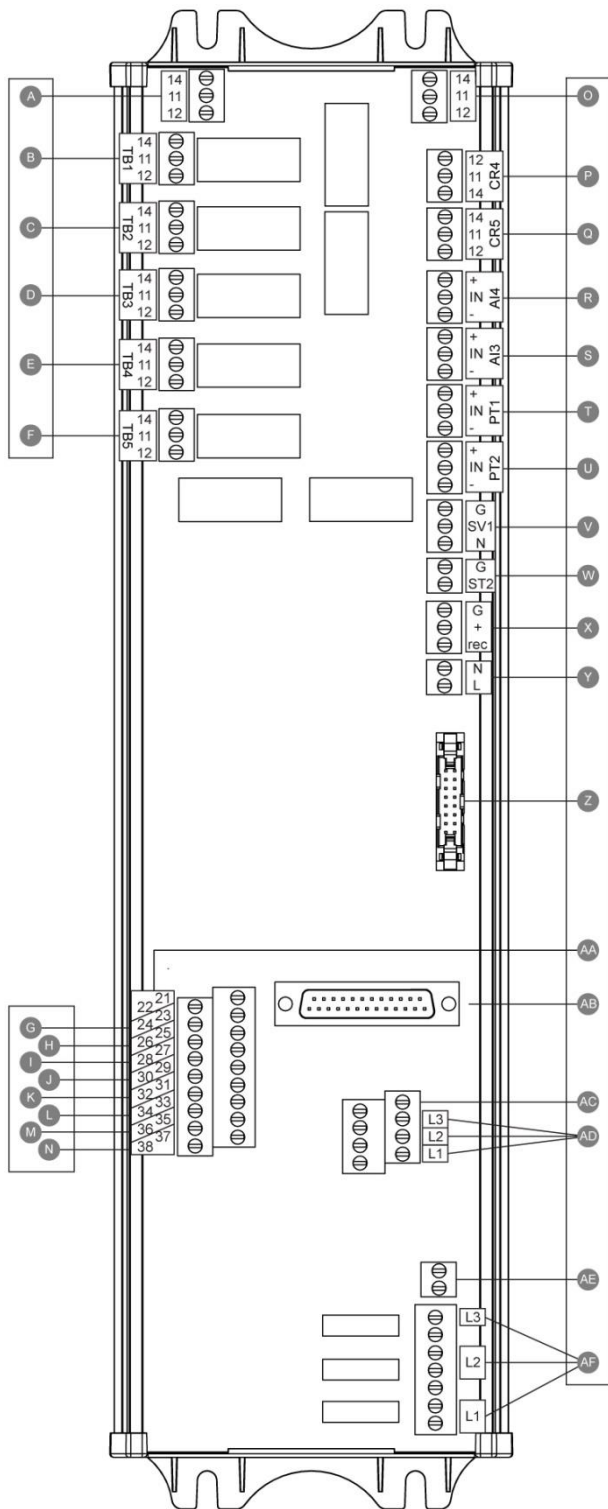 A
14
11
12
14
11
12
O
B
TB1
14
11
12
12
11
14
CR4
P
C
TB2
14
11
12
14
11
12
CR5
Q
D
TB3
14
11
12
+
IN
-
AI4
R
E
TB4
14
11
12
+
IN
-
AI3
S
F
TB5
14
11
12
+
IN
-
PT1
T
+
IN
-
PT2
U
G
SV1
N
V
G
ST2
W
G
+
rec
X
N
L
Y
Z
AA
21
22
23
24
25
26
27
28
29
30
31
32
33
34
35
36
37
38
G
H
I
J
K
L
M
N
AB
AC
L3
L2
L1
AD
AE
L3
L2
L1
AF